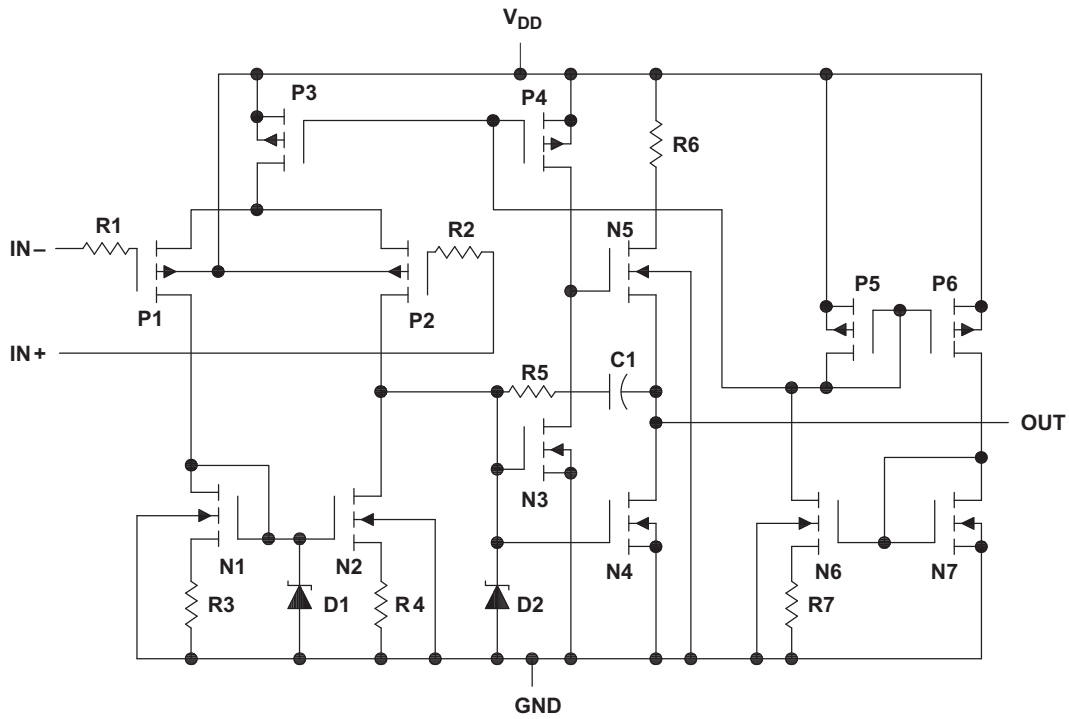 VDD
P3
P4
R6
R1
R2
N5
IN−
P5
P6
P1
P2
IN+
R5
C1
OUT
N3
N1
N2
N4
N6
N7
R3
D1
R4
D2
R7
GND